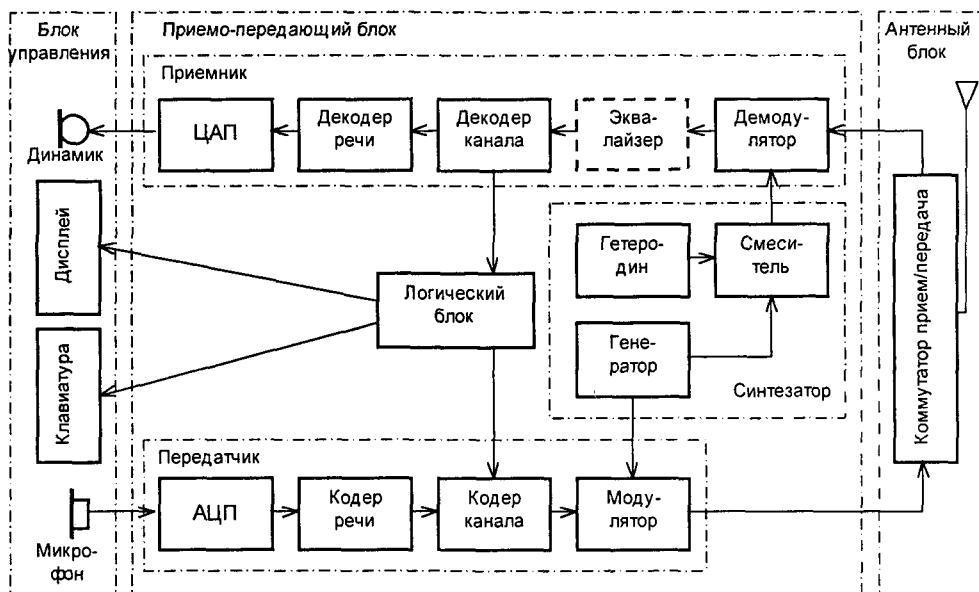 Блок
управления
Приемо-передающий блок
Антенный
блок
Приемник
ЦАП
Декодер
речи
Декодер
канала
Эква-
лайзер
Демоду-
лятор
Динамик
Дисплей
Гетеро-
дин
Смеси-
тель
Логический
блок
Клавиатура
Гене-
ратор
Синтезатор
Коммутатор прием/передача
Передатчик
АЦП
Кодер
речи
Кодер
канала
Моду-
лятор
Микро-
фон